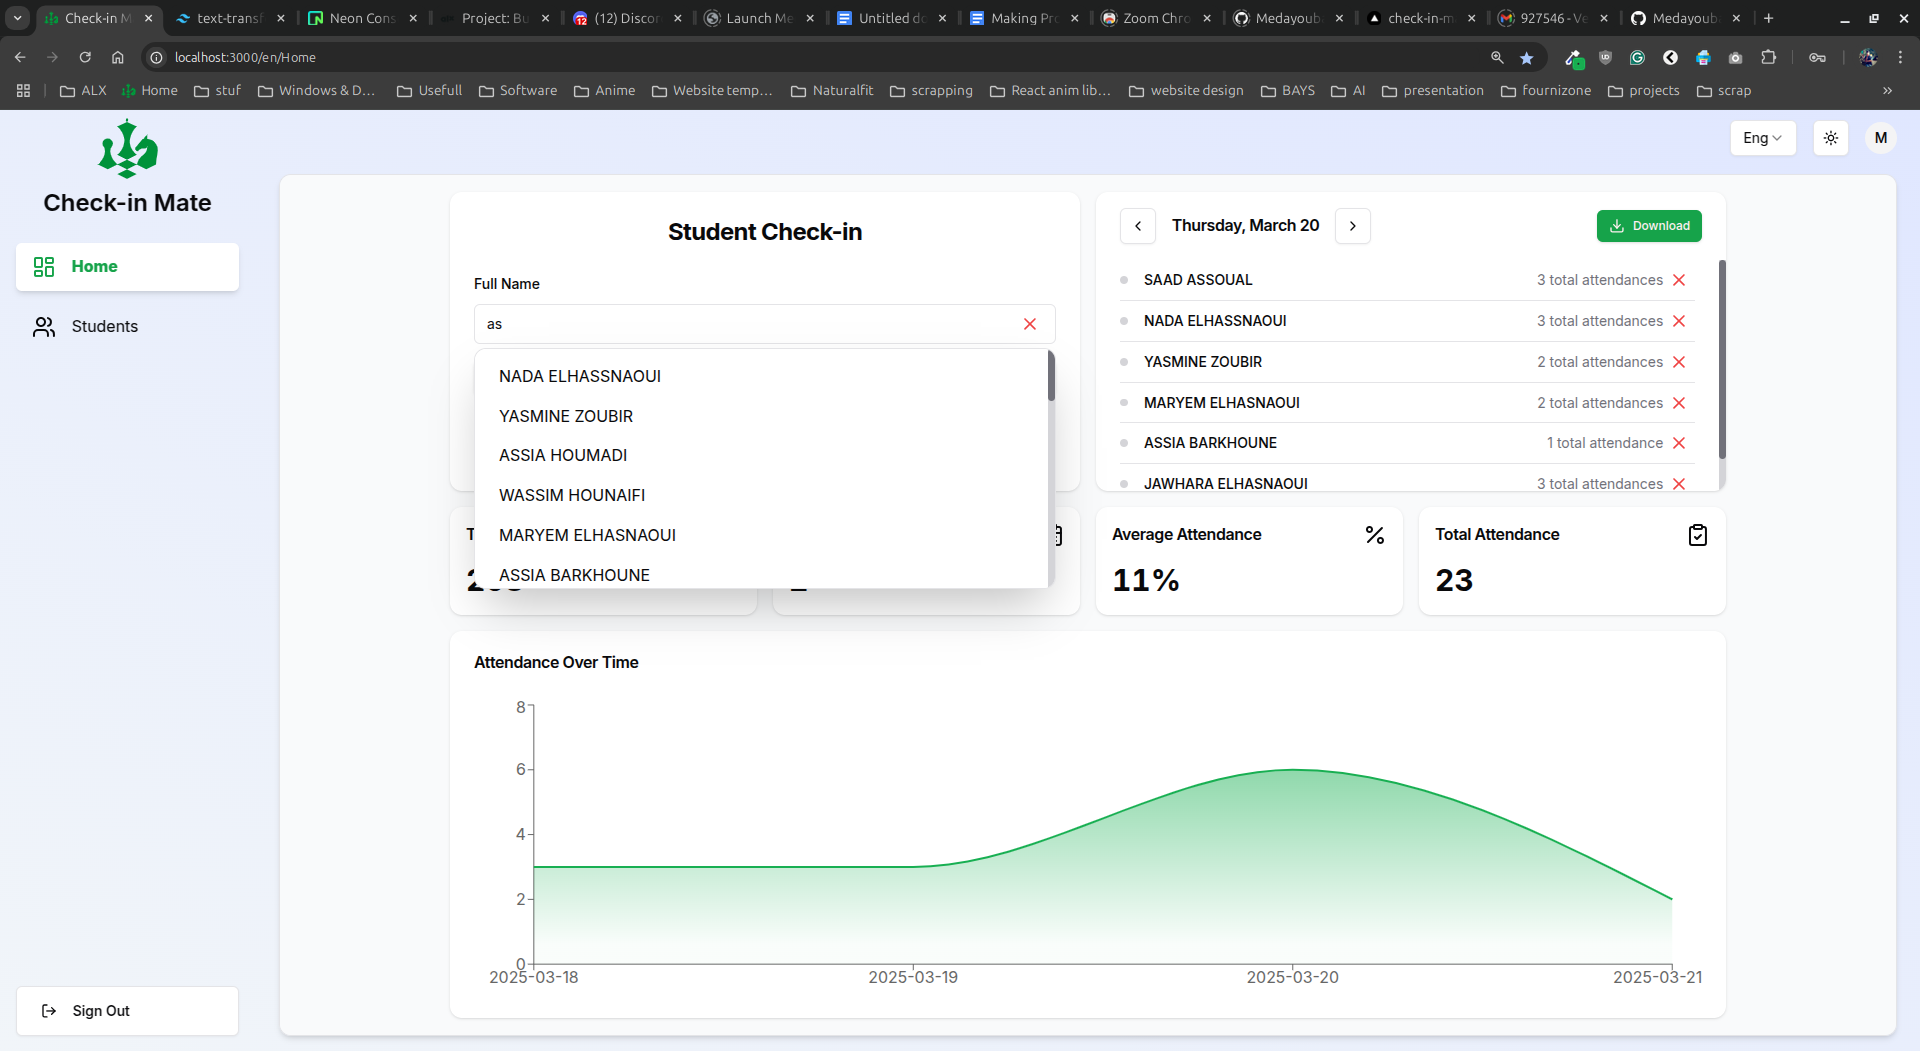 Check-in M
text-transf
Neon Cons
Project: Bu
(12) Discor
Launch Me
Untitled do
Making Pro
Zoom Chro
Medayoub
check-in-m
927546 - Ve
Medayoub
localhost:3000/en/Home
ALX
Home
stuf
Windows & D...
Usefull
Software
Anime
Website temp...
Naturalfit
scrapping
React anim lib...
website design
BAYS
AI
presentation
fournizone
projects
scrap
Check-in Mate
Eng
M
Home
Students
Sign Out
Student Check-in
Full Name
as
NADA ELHASSNAOUI
YASMINE ZOUBIR
ASSIA HOUMADI
WASSIM HOUNAIFI
MARYEM ELHASNAOUI
ASSIA BARKHOUNE
Thursday, March 20
Download
SAAD ASSOUAL 3 total attendances
NADA ELHASSNAOUI 3 total attendances
YASMINE ZOUBIR 2 total attendances
MARYEM ELHASNAOUI 2 total attendances
ASSIA BARKHOUNE 1 total attendance
JAWHARA ELHASNAOUI 3 total attendances
Average Attendance
11%
Total Attendance
23
Attendance Over Time
8
6
4
2
0
2025-03-18 2025-03-19 2025-03-20 2025-03-21